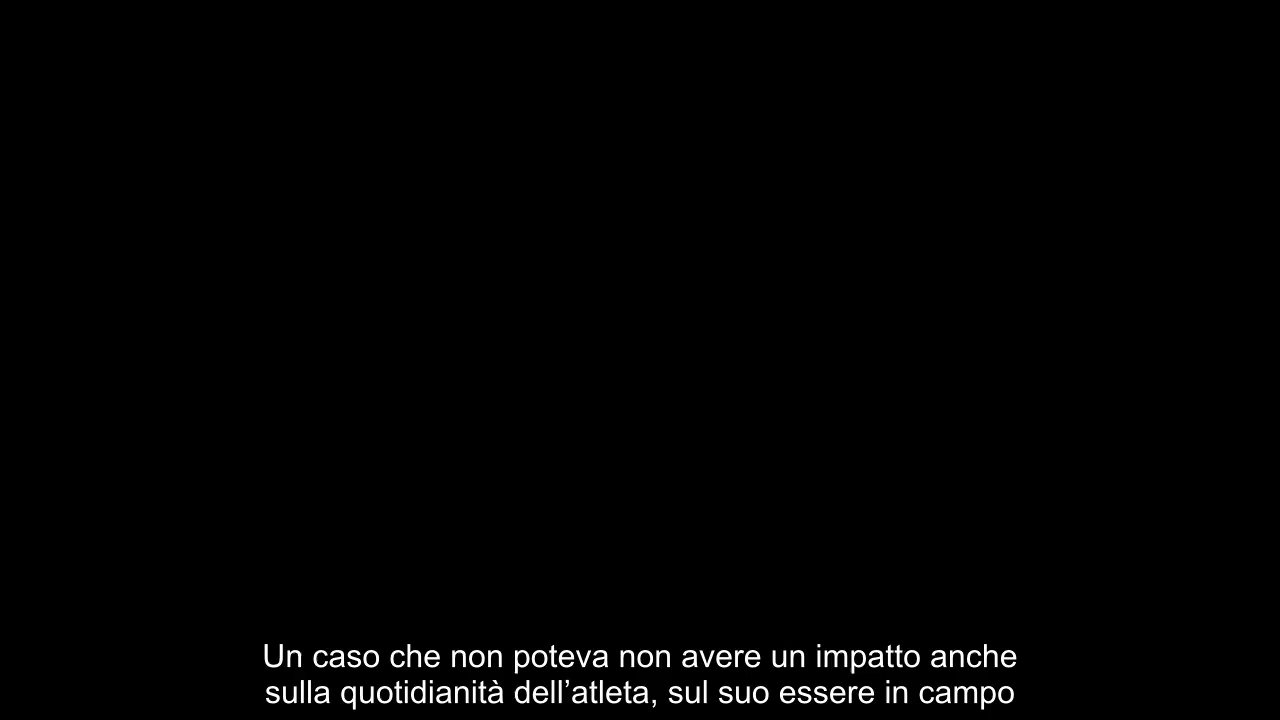 Un caso che non poteva non avere un impatto anche
sulla quotidianità dell’atleta, sul suo essere in campo